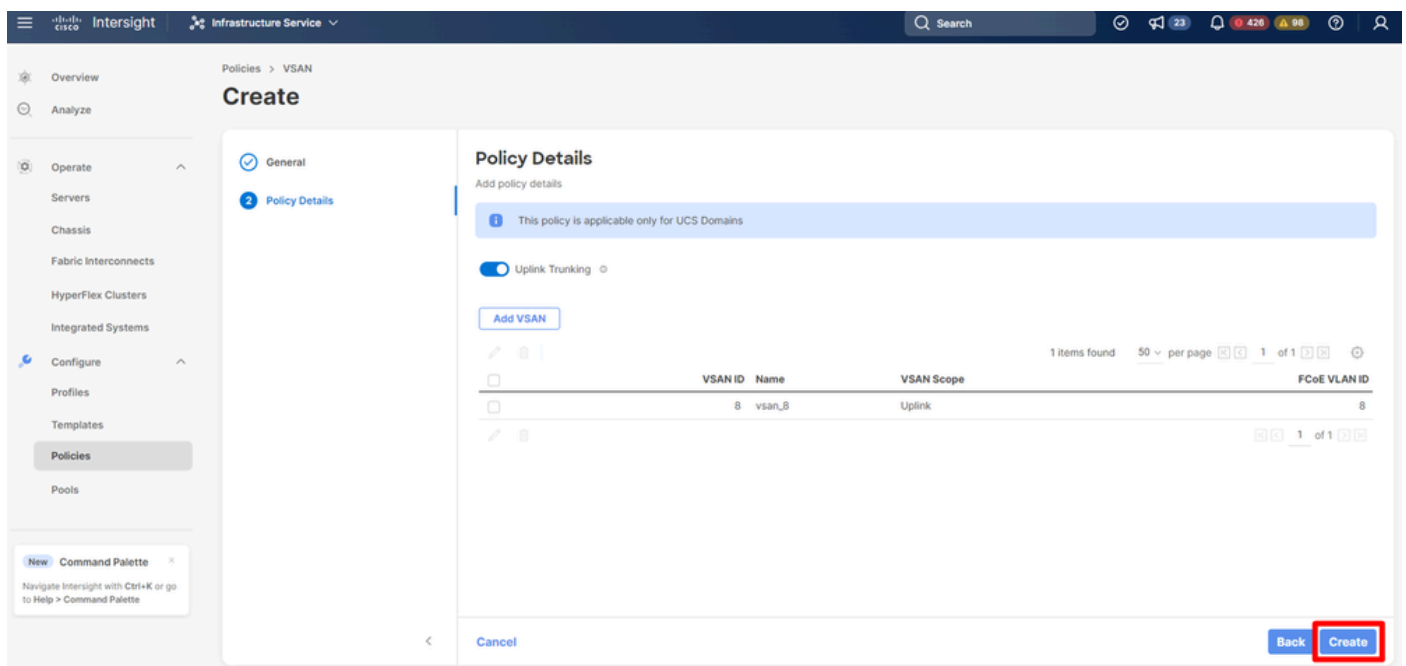 cisco Intersight Infrastructure Service Search 23 426 98
Overview
Analyze
Operate
Servers
Chassis
Fabric Interconnects
HyperFlex Clusters
Integrated Systems
Configure
Profiles
Templates
Policies
Pools
New Command Palette
Navigate Intersight with Ctrl+K or go
to Help > Command Palette
Policies > VSAN
Create
General
2 Policy Details
Policy Details
Add policy details
This policy is applicable only for UCS Domains
Uplink Trunking
Add VSAN
1 items found 50 per page 1 of 1
VSAN ID Name VSAN Scope FCoE VLAN ID
8 vsan_8 Uplink 8
1 of 1
Cancel Back Create